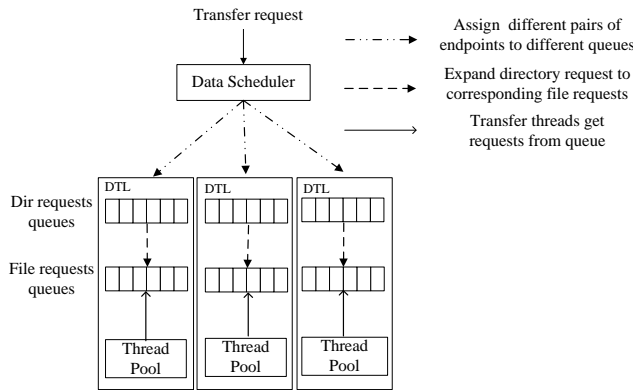 Transfer request
Assign different pairs of
endpoints to different queues
Data Scheduler
Expand directory request to
corresponding file requests
Transfer threads get
requests from queue
DTL
DTL
DTL
Dir requests
queues
File requests
queues
Thread
Pool
Thread
Pool
Thread
Pool